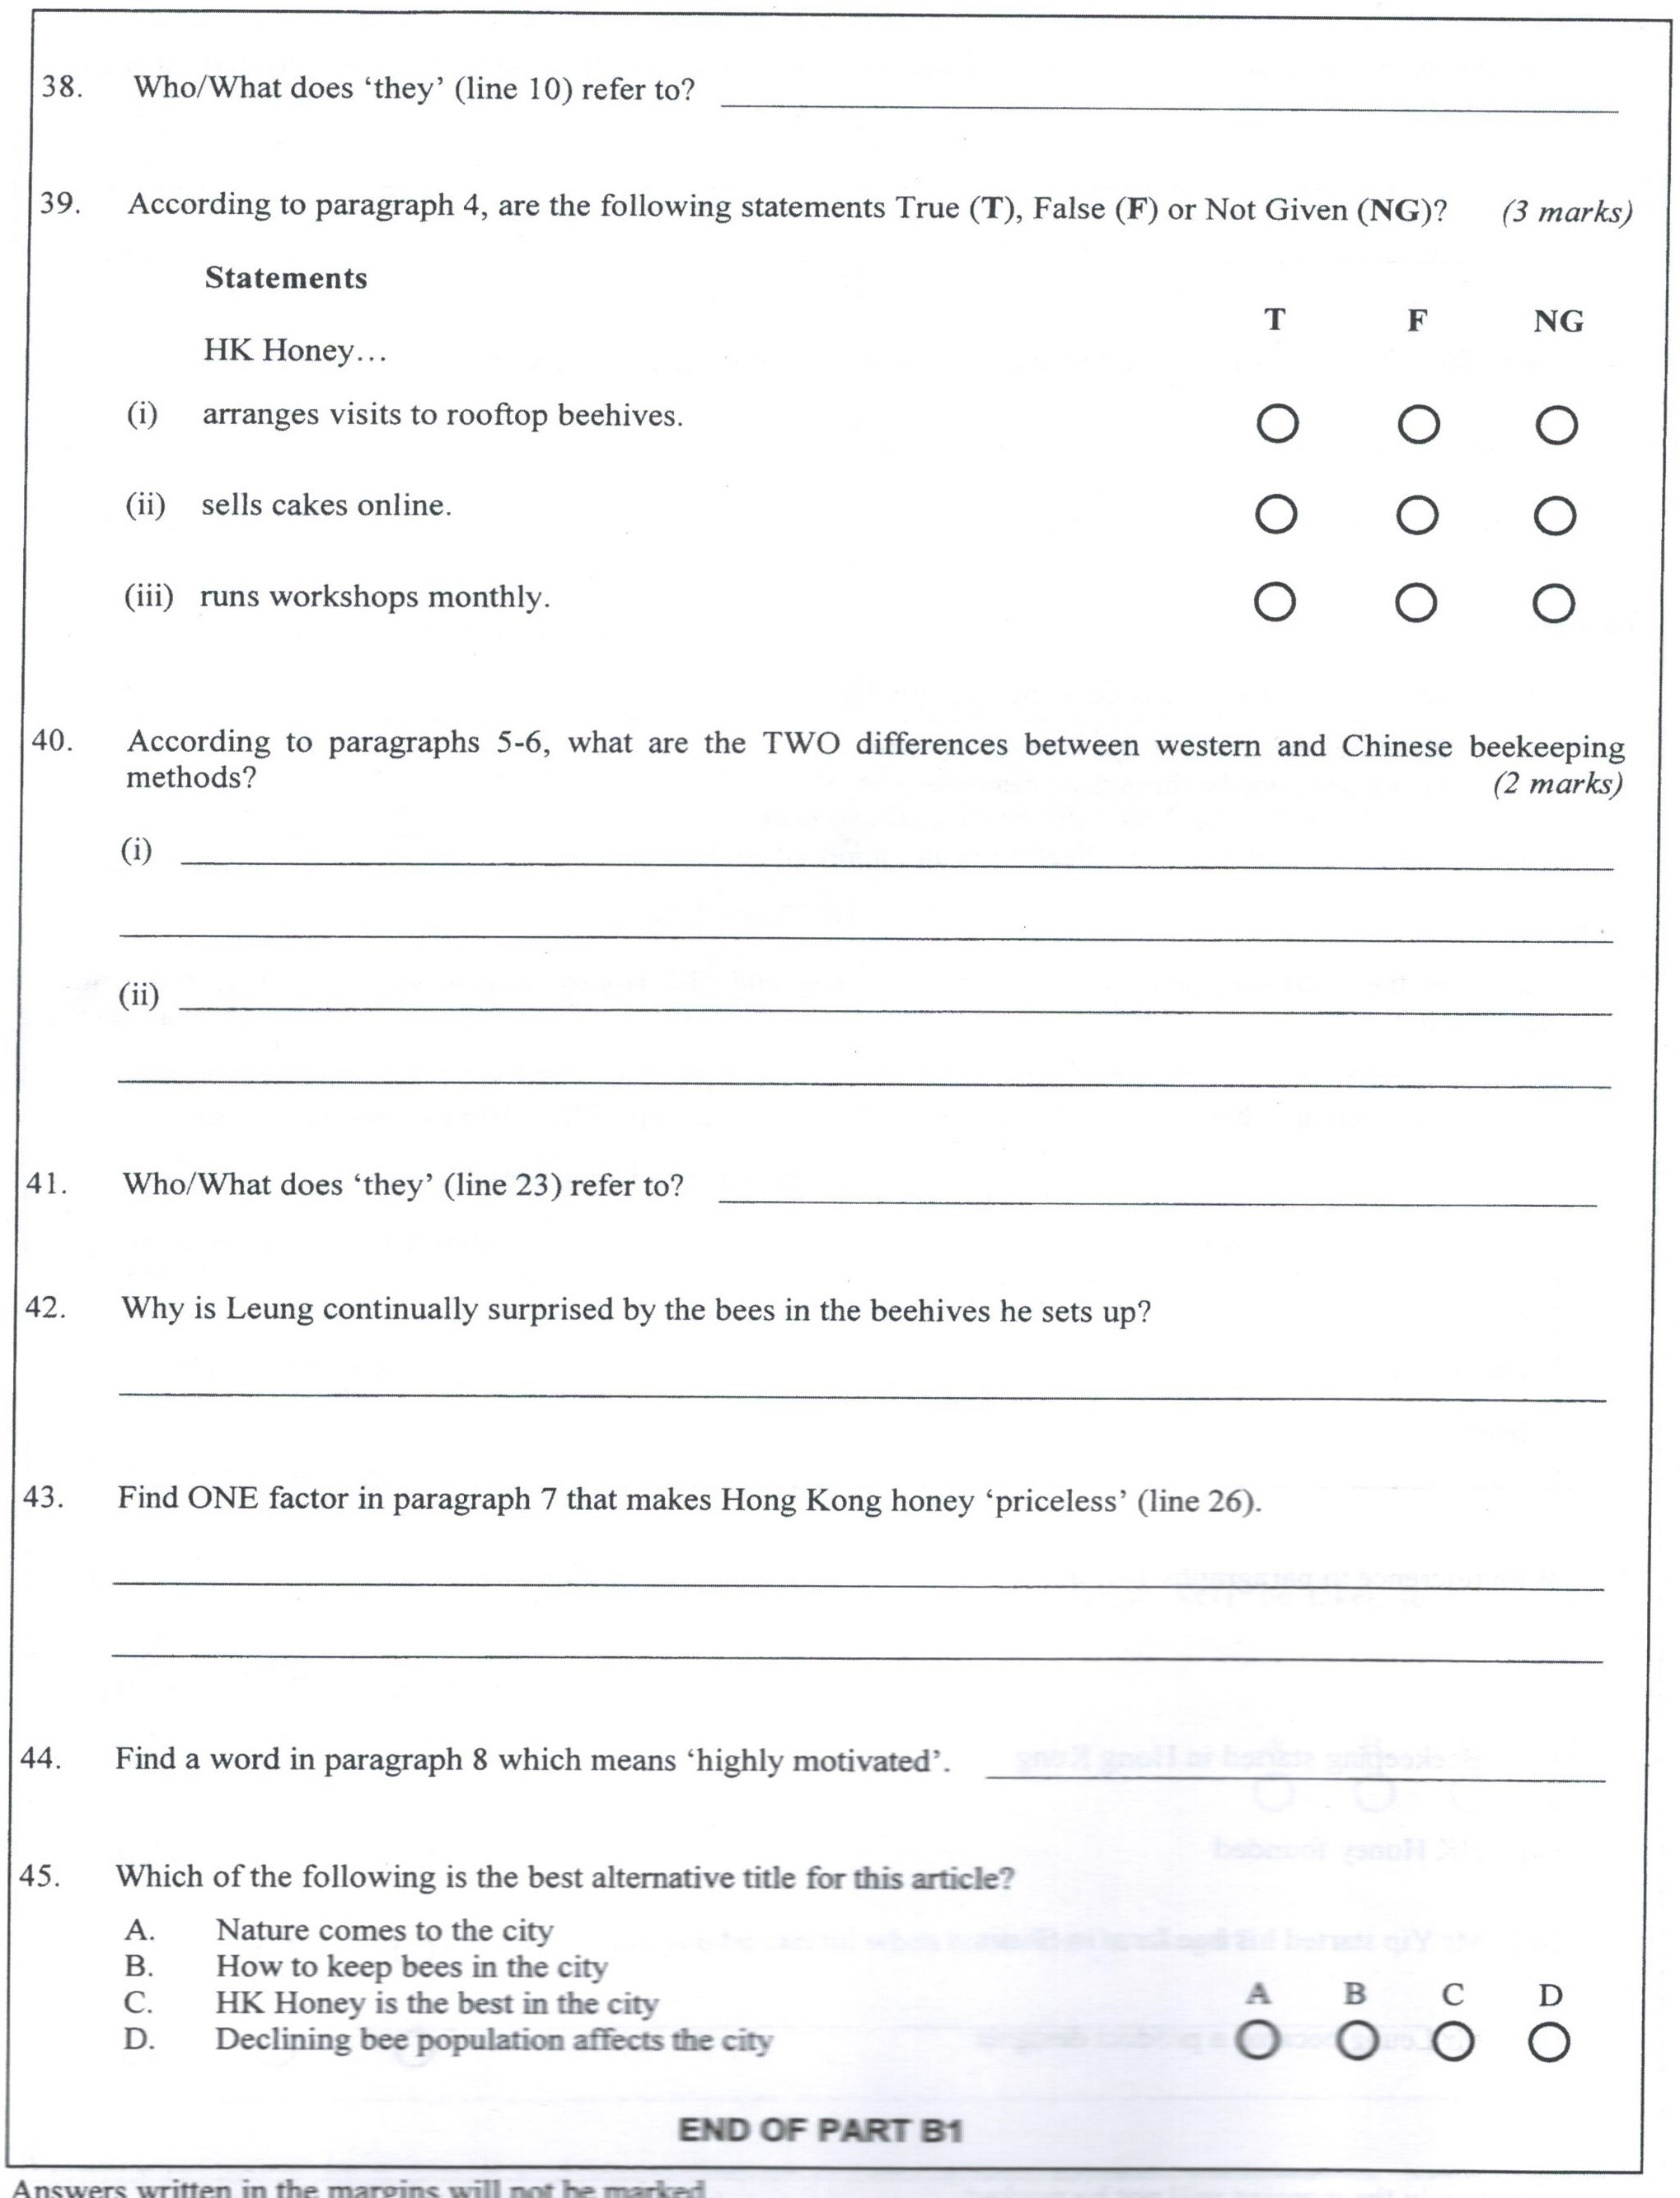 38. Who/What does ‘they’ (line 10) refer to?
39. According to paragraph 4, are the following statements True (T), False (F) or Not Given (NG)? (3 marks)
Statements
T F NG
HK Honey…
(i) arranges visits to rooftop beehives.
(ii) sells cakes online.
(iii) runs workshops monthly.
40. According to paragraphs 5-6, what are the TWO differences between western and Chinese beekeeping
methods? (2 marks)
(i)
(ii)
41. Who/What does ‘they’ (line 23) refer to?
42. Why is Leung continually surprised by the bees in the beehives he sets up?
43. Find ONE factor in paragraph 7 that makes Hong Kong honey ‘priceless’ (line 26).
44. Find a word in paragraph 8 which means ‘highly motivated’.
45. Which of the following is the best alternative title for this article?
A. Nature comes to the city
B. How to keep bees in the city
C. HK Honey is the best in the city
D. Declining bee population affects the city
A B C D
END OF PART B1
Answers written in the margins will not be marked